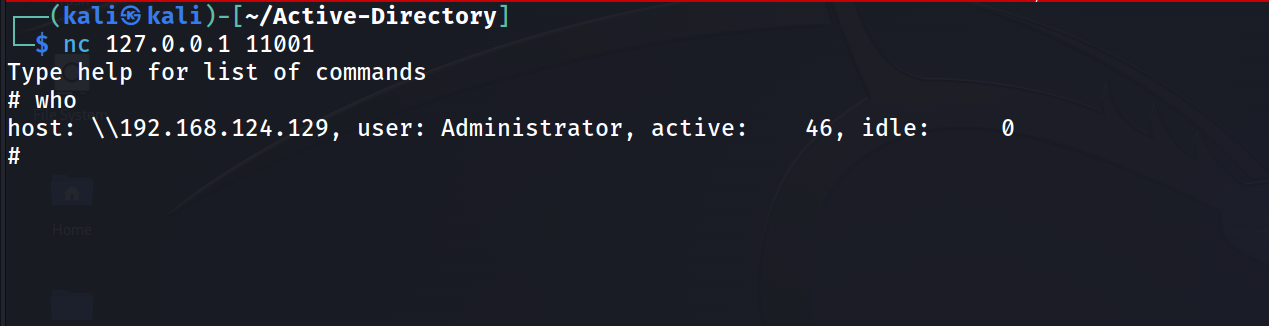 ┌──(kali㉿kali)-[~/Active-Directory]
└─$ nc 127.0.0.1 11001
Type help for list of commands
# who
host: \\192.168.124.129, user: Administrator, active:    46, idle:     0
#
Home